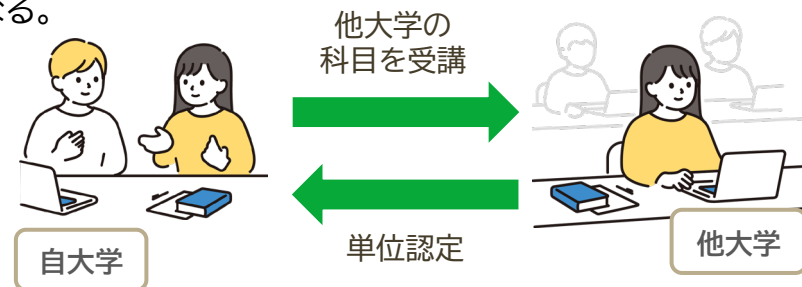 る。
他大学の
科目を受講
単位認定
自大学
他大学